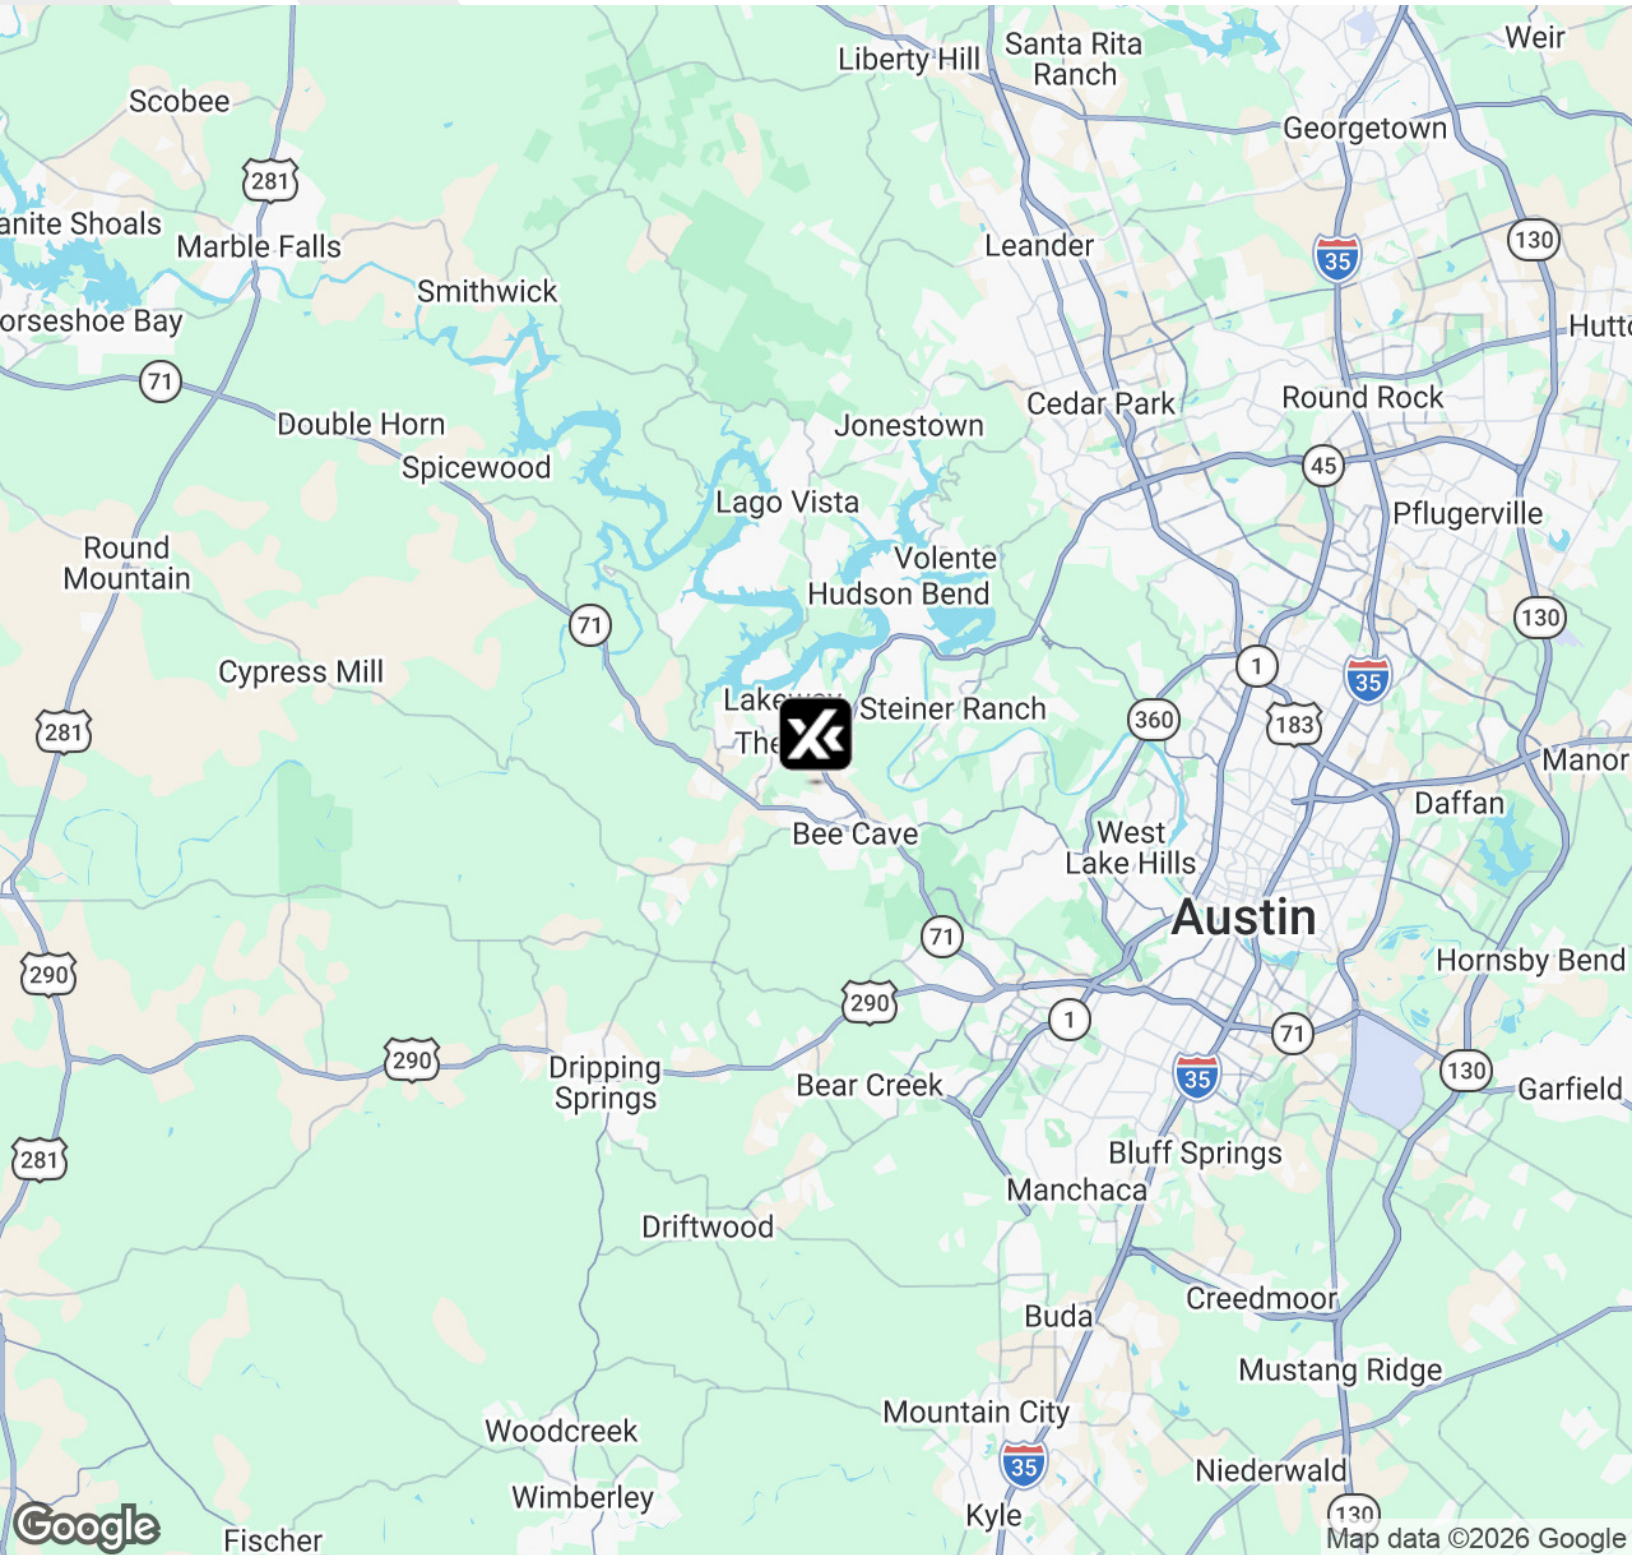 Liberty Hill
Santa Rita
Ranch
Weir
Scobee
Georgetown
281
anite Shoals
Marble Falls
Leander
130
35
Smithwick
orseshoe Bay
Hutto
71
Double Horn
Jonestown
Cedar Park
Round Rock
Spicewood
45
Lago Vista
Pflugerville
Round
Mountain
Volente
Hudson Bend
71
130
Cypress Mill
1
35
Lakeway
Steiner Ranch
360
183
281
The
Manor
Daffan
Bee Cave
West
Lake Hills
Austin
71
Hornsby Bend
290
290
1
71
290
Dripping
Springs
Bear Creek
35
130
Garfield
281
Bluff Springs
Manchaca
Driftwood
Creedmoor
Buda
Mustang Ridge
Mountain City
Woodcreek
35
Niederwald
Wimberley
Kyle
130
Google
Fischer
Map data ©2026 Google